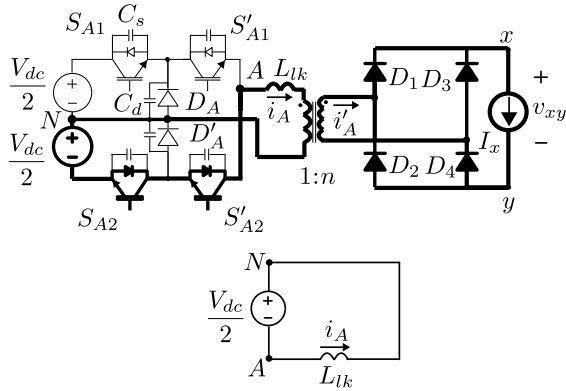 S_{A1}
C_s
S'_{A1}
V_{dc}/2
A
L_{lk}
i_A
i'_A
x
D_1
D_3
+
v_{xy}
−
I_x
C_d
D_A
N
D'_A
V_{dc}/2
1:n
D_2
D_4
S_{A2}
S'_{A2}
y
N
V_{dc}/2
i_A
A
L_{lk}